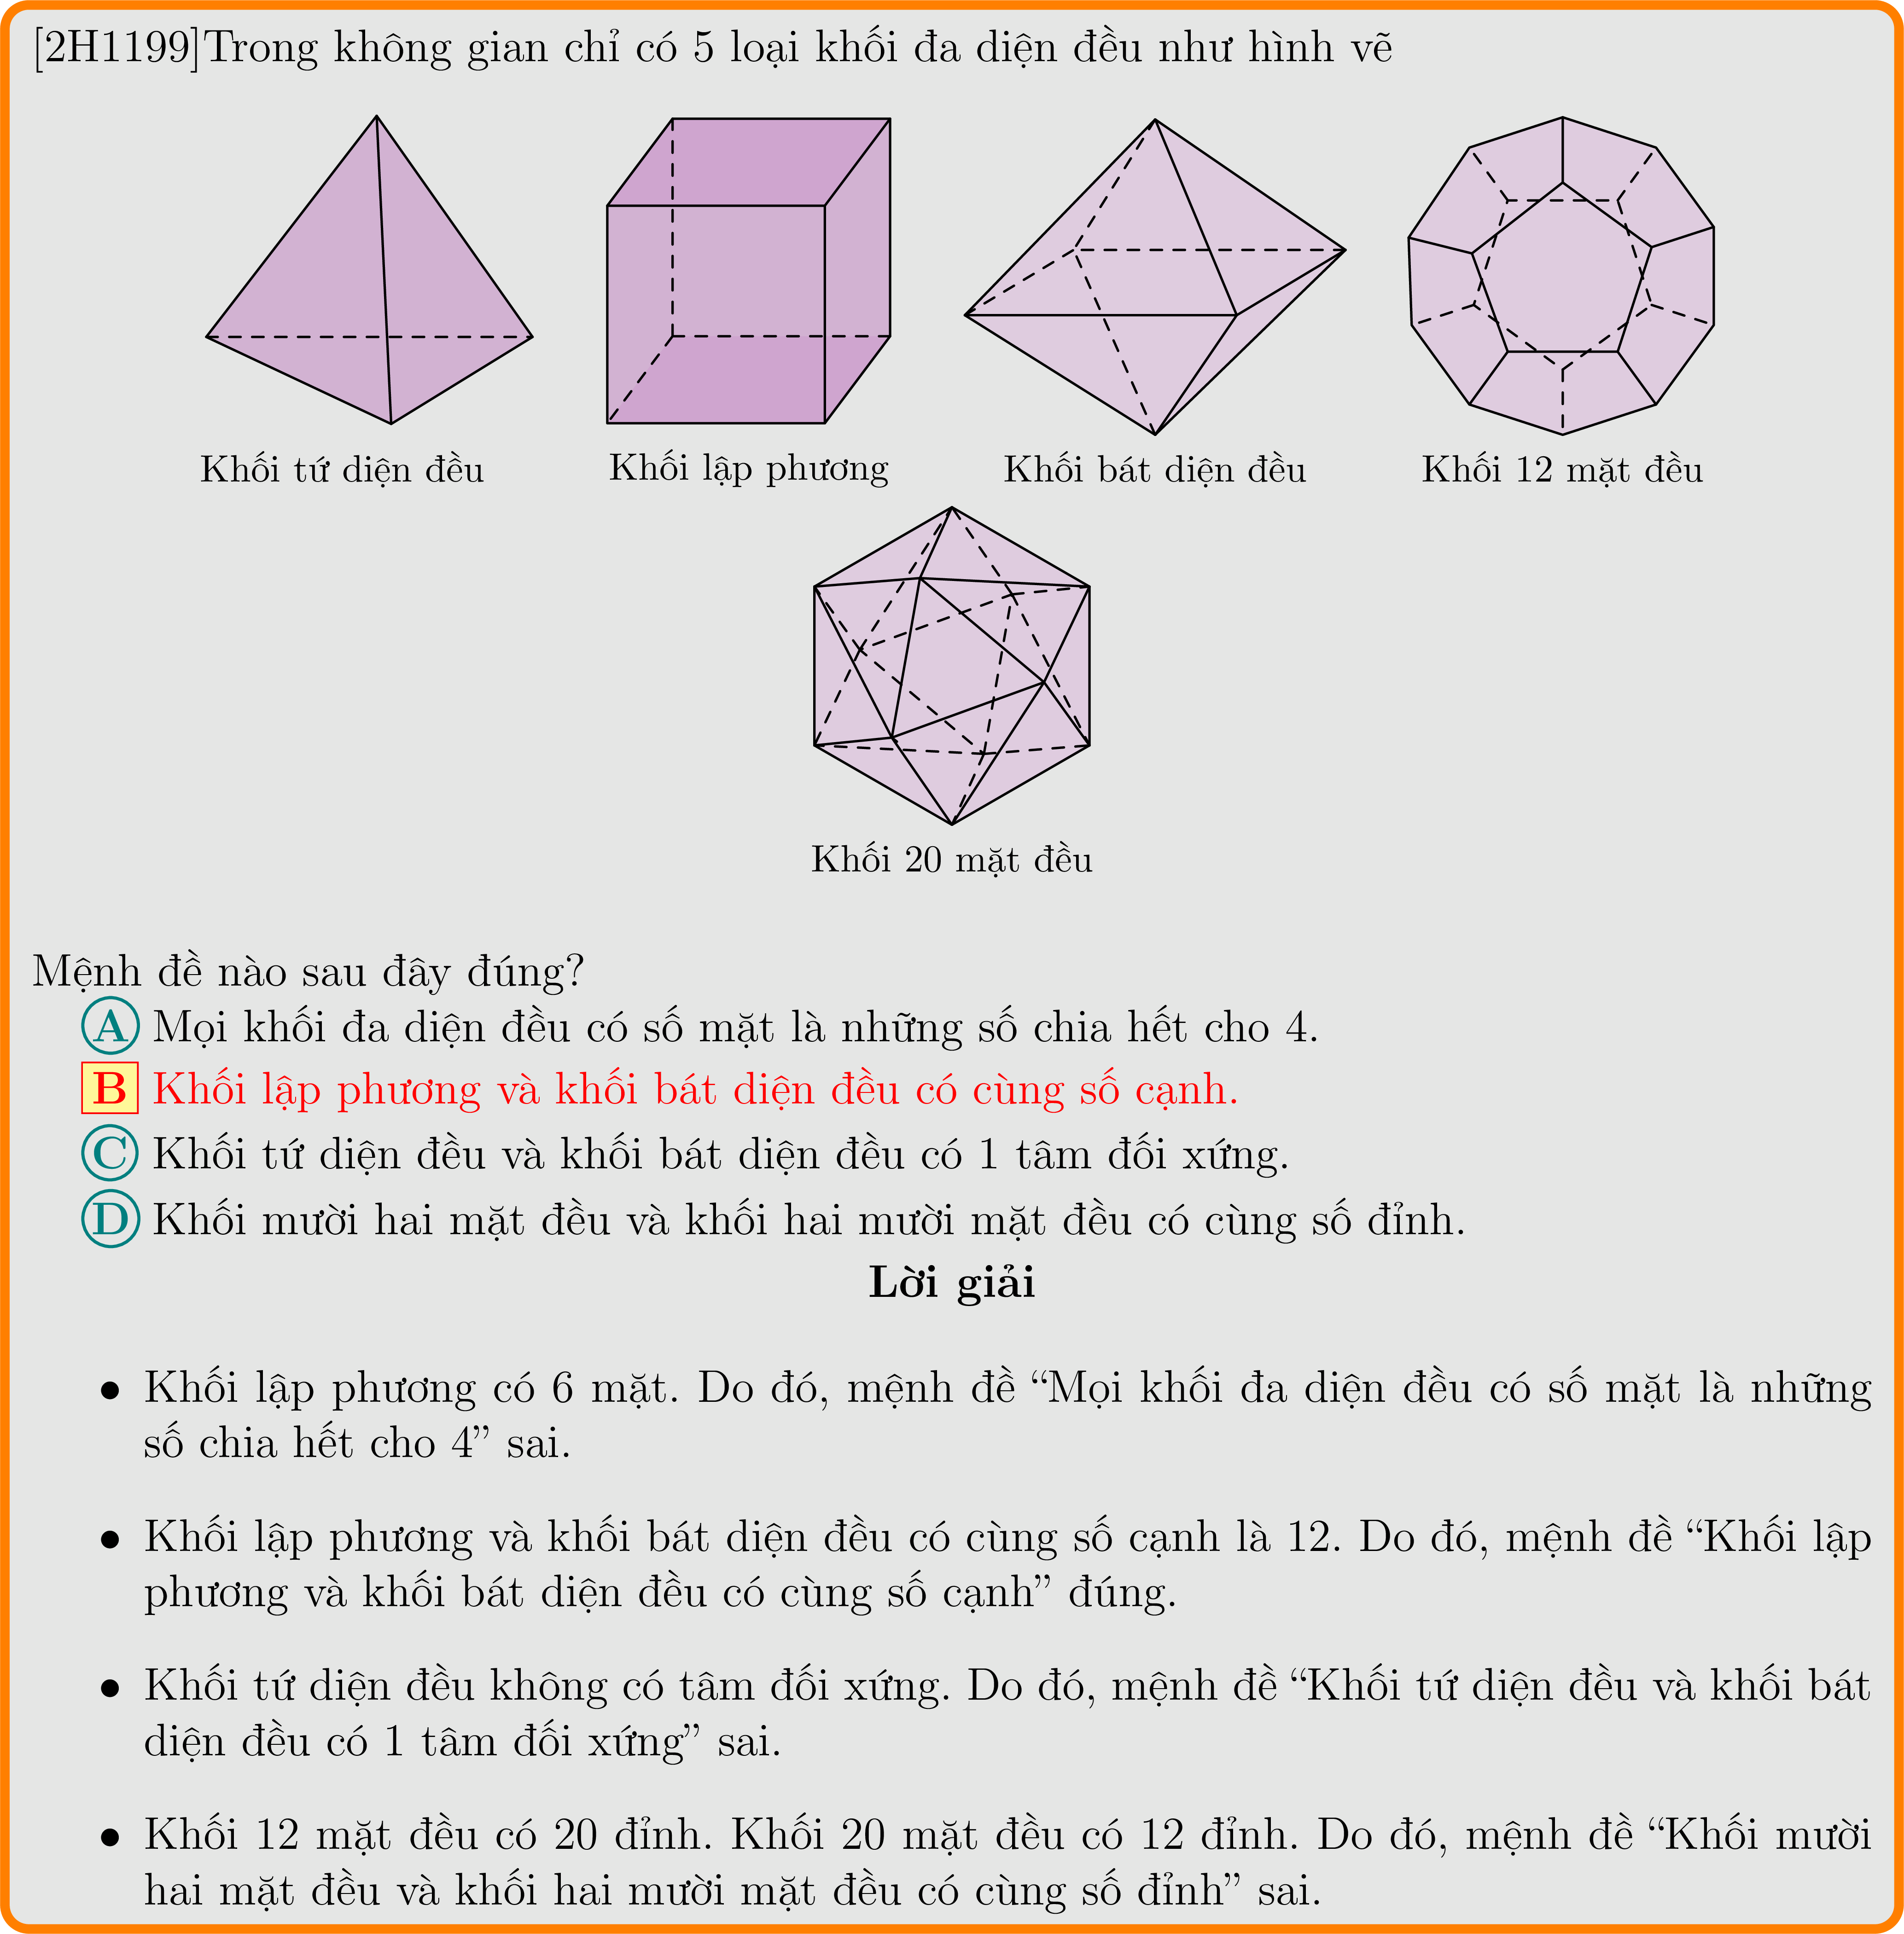 [2H1199]Trong không gian chỉ có 5 loại khối đa diện đều như hình vẽ
Khối tứ diện đều
Khối lập phương
Khối bát diện đều
Khối 12 mặt đều
Khối 20 mặt đều
Mệnh đề nào sau đây đúng?
A Mọi khối đa diện đều có số mặt là những số chia hết cho 4.
B Khối lập phương và khối bát diện đều có cùng số cạnh.
C Khối tứ diện đều và khối bát diện đều có 1 tâm đối xứng.
D Khối mười hai mặt đều và khối hai mười mặt đều có cùng số đỉnh.
Lời giải
• Khối lập phương có 6 mặt. Do đó, mệnh đề “Mọi khối đa diện đều có số mặt là những
số chia hết cho 4” sai.
• Khối lập phương và khối bát diện đều có cùng số cạnh là 12. Do đó, mệnh đề “Khối lập
phương và khối bát diện đều có cùng số cạnh” đúng.
• Khối tứ diện đều không có tâm đối xứng. Do đó, mệnh đề “Khối tứ diện đều và khối bát
diện đều có 1 tâm đối xứng” sai.
• Khối 12 mặt đều có 20 đỉnh. Khối 20 mặt đều có 12 đỉnh. Do đó, mệnh đề “Khối mười
hai mặt đều và khối hai mười mặt đều có cùng số đỉnh” sai.